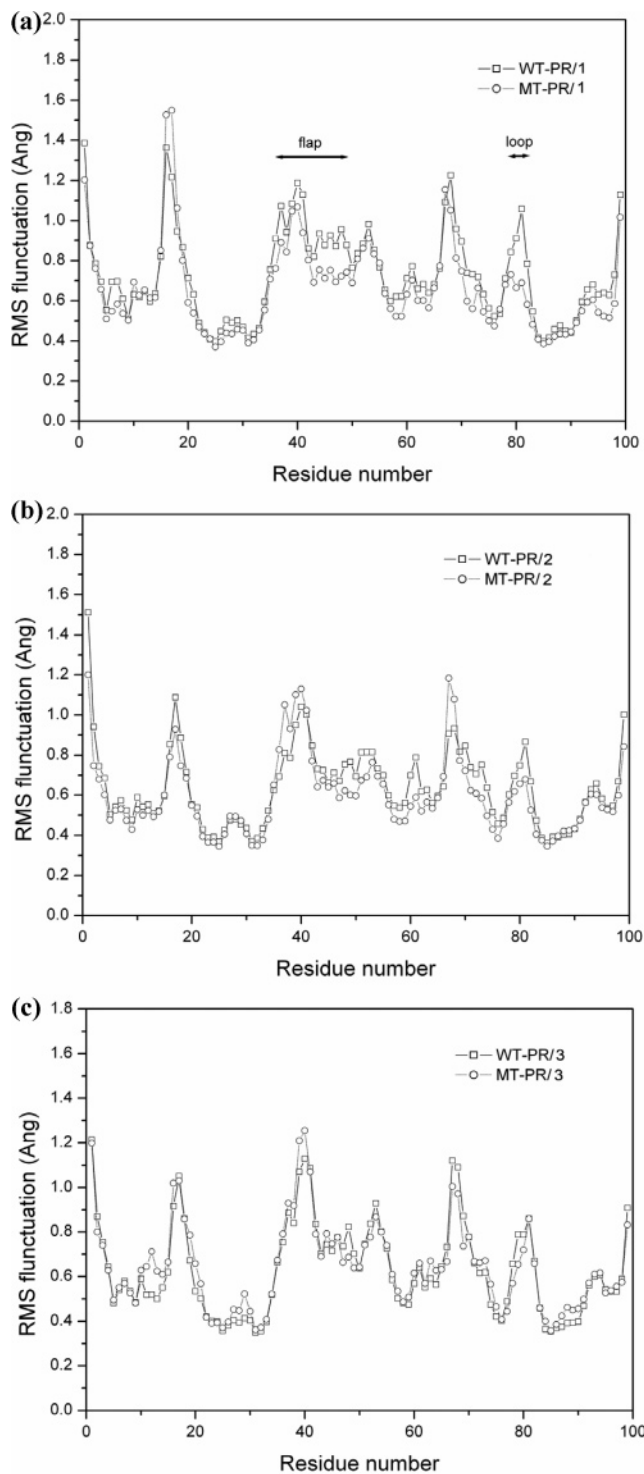 (a)
2.0
1.8
1.6
1.4
1.2
1.0
0.8
0.6
0.4
0.2
0.0
RMS flunctuation (Ang)
WT-PR/1
MT-PR/1
flap
loop
0 20 40 60 80 100
Residue number
(b)
2.0
1.8
1.6
1.4
1.2
1.0
0.8
0.6
0.4
0.2
0.0
RMS flunctuation (Ang)
WT-PR/2
MT-PR/2
0 20 40 60 80 100
Residue number
(c)
1.8
1.6
1.4
1.2
1.0
0.8
0.6
0.4
0.2
0.0
RMS flunctuation (Ang)
WT-PR/3
MT-PR/3
0 20 40 60 80 100
Residue number